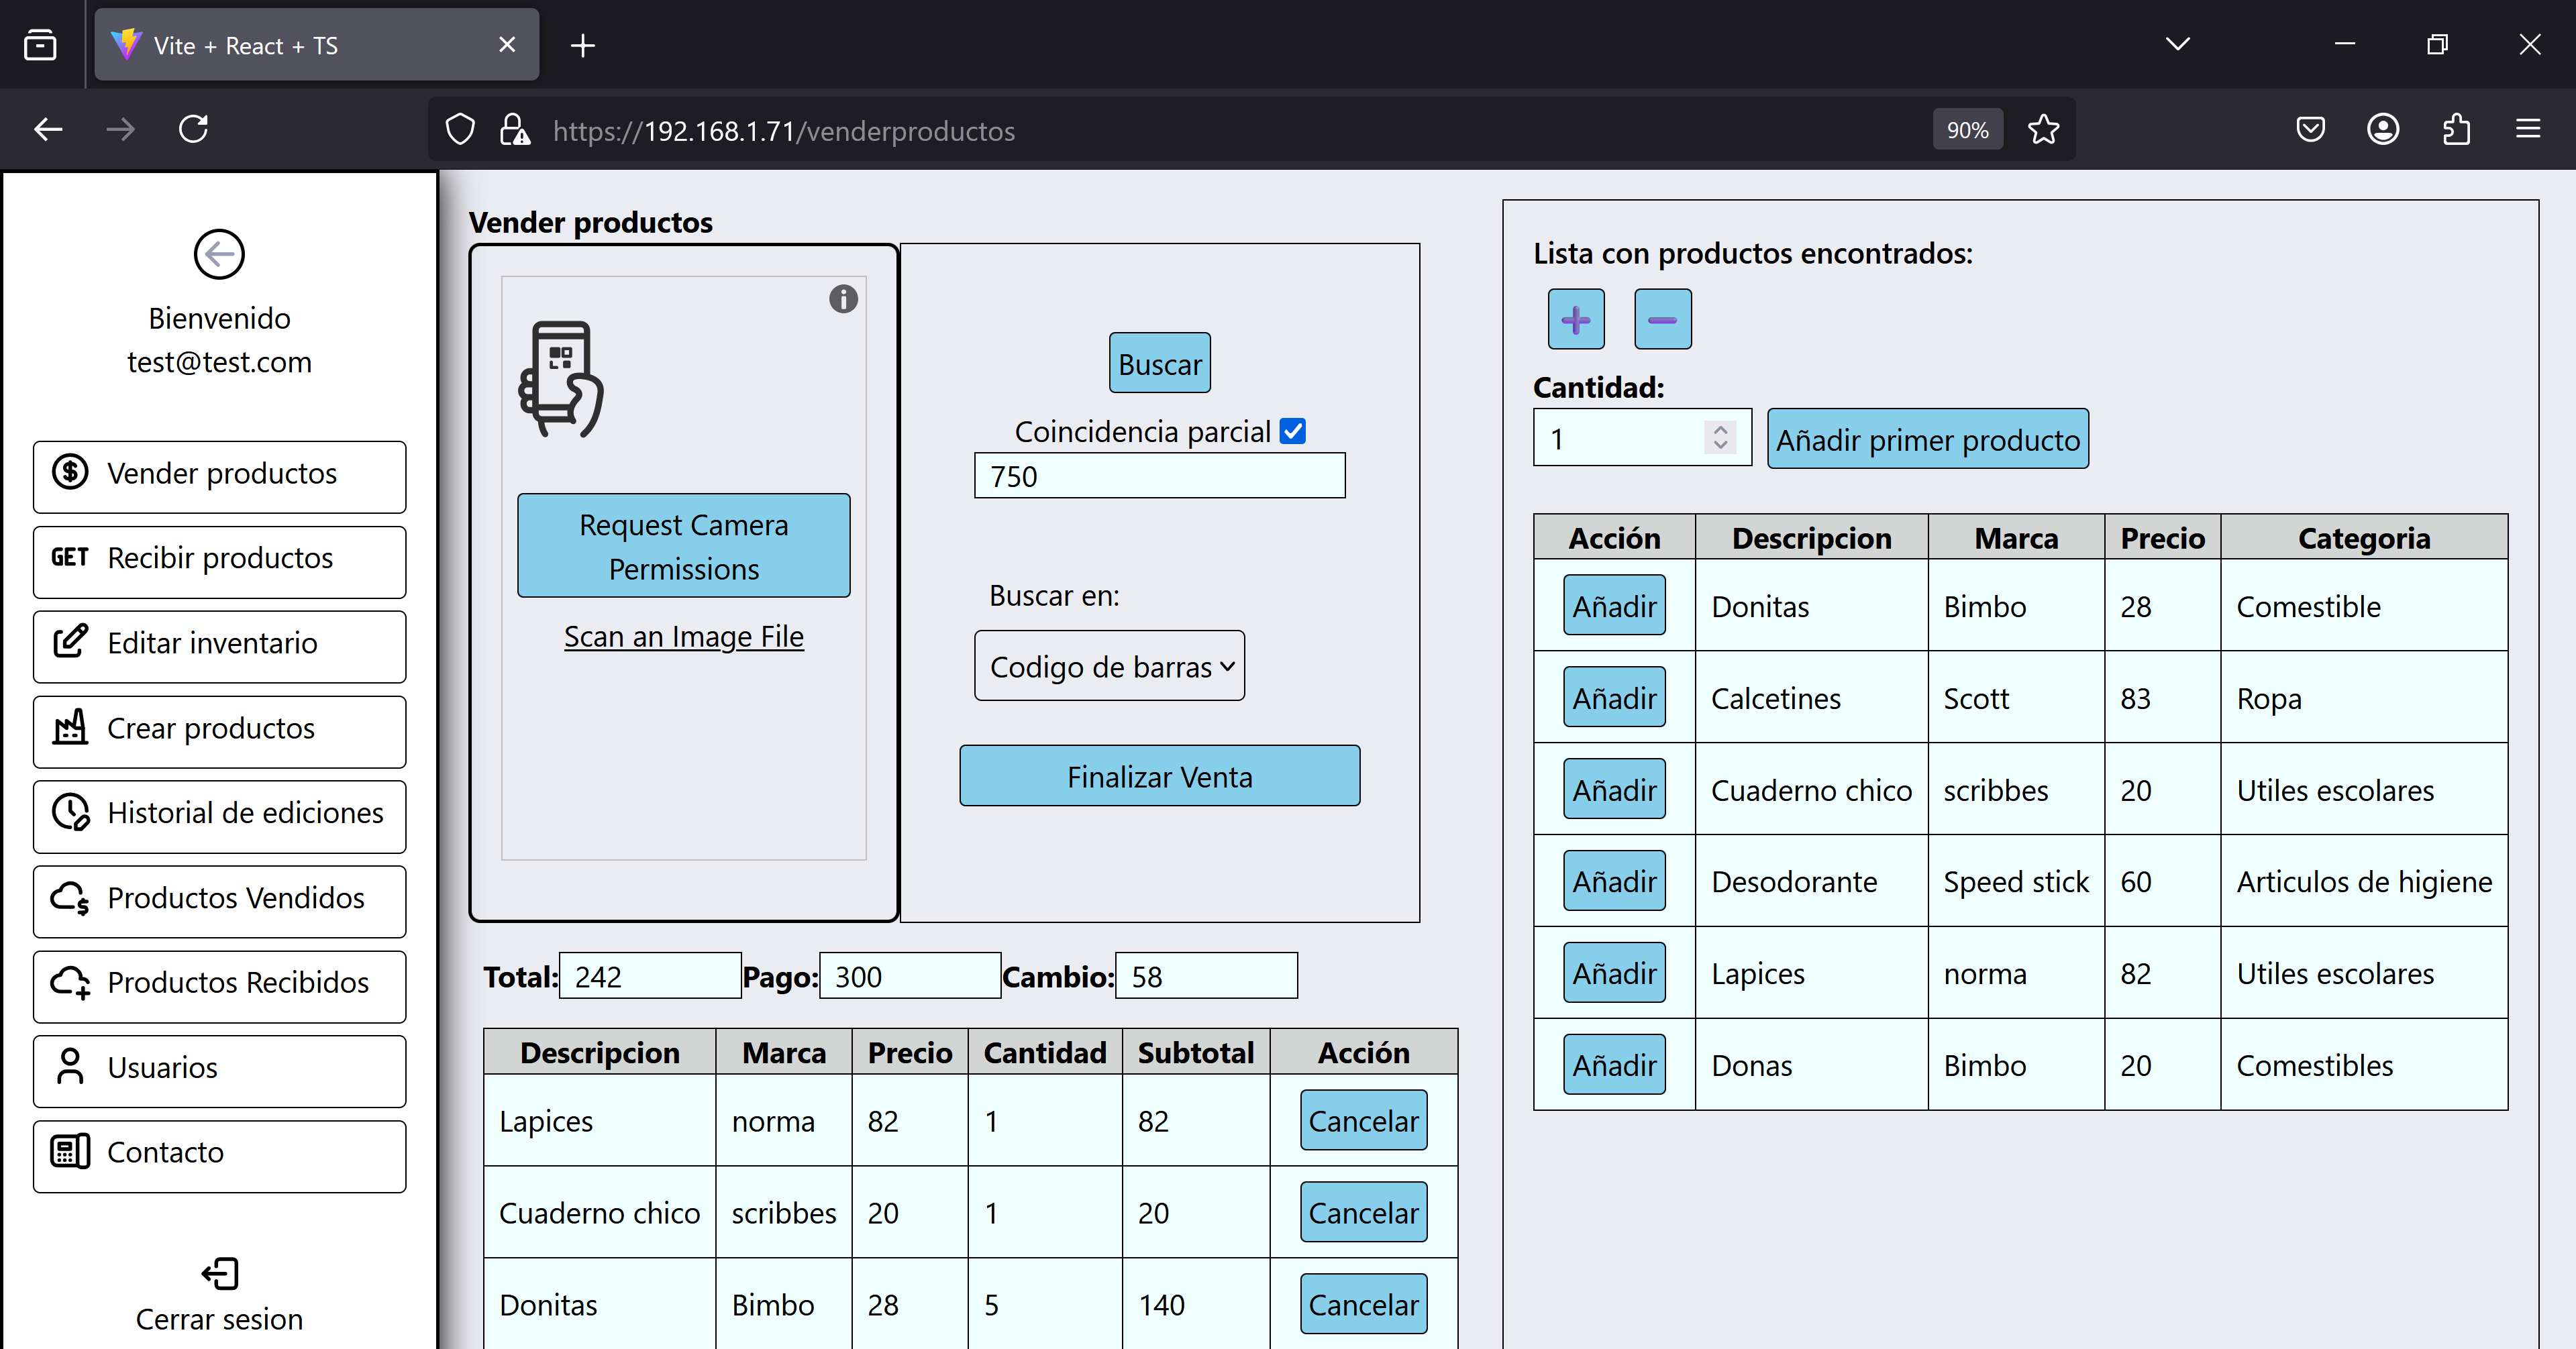 Vite + React + TS
https://192.168.1.71/venderproductos
90%
Bienvenido
test@test.com
Vender productos
GET Recibir productos
Editar inventario
Crear productos
Historial de ediciones
Productos Vendidos
Productos Recibidos
Usuarios
Contacto
Cerrar sesion
Vender productos
Request Camera
Permissions
Scan an Image File
Buscar
Coincidencia parcial
750
Buscar en:
Codigo de barras
Finalizar Venta
Total: 242 Pago: 300 Cambio: 58
Descripcion Marca Precio Cantidad Subtotal Acción
Lapices norma 82 1 82 Cancelar
Cuaderno chico scribbes 20 1 20 Cancelar
Donitas Bimbo 28 5 140 Cancelar
Lista con productos encontrados:
Cantidad:
1 Añadir primer producto
Acción Descripcion Marca Precio Categoria
Añadir Donitas Bimbo 28 Comestible
Añadir Calcetines Scott 83 Ropa
Añadir Cuaderno chico scribbes 20 Utiles escolares
Añadir Desodorante Speed stick 60 Articulos de higiene
Añadir Lapices norma 82 Utiles escolares
Añadir Donas Bimbo 20 Comestibles